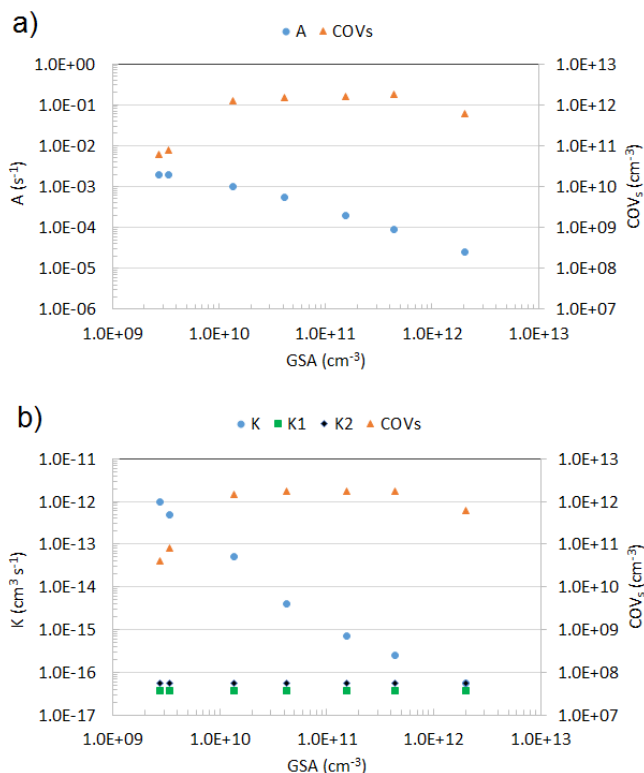 a)
A COVs
1.0E+00 1.0E+13
1.0E-01 1.0E+12
1.0E-02 1.0E+11
1.0E-03 1.0E+10
1.0E-04 1.0E+09
1.0E-05 1.0E+08
1.0E-06 1.0E+07
A (s⁻¹)
COVₛ (cm⁻³)
1.0E+09 1.0E+10 1.0E+11 1.0E+12 1.0E+13
GSA (cm⁻³)
b)
K K1 K2 COVs
1.0E-11 1.0E+13
1.0E-12 1.0E+12
1.0E-13 1.0E+11
1.0E-14 1.0E+10
1.0E-15 1.0E+09
1.0E-16 1.0E+08
1.0E-17 1.0E+07
K (cm³ s⁻¹)
COVₛ (cm⁻³)
1.0E+09 1.0E+10 1.0E+11 1.0E+12 1.0E+13
GSA (cm⁻³)